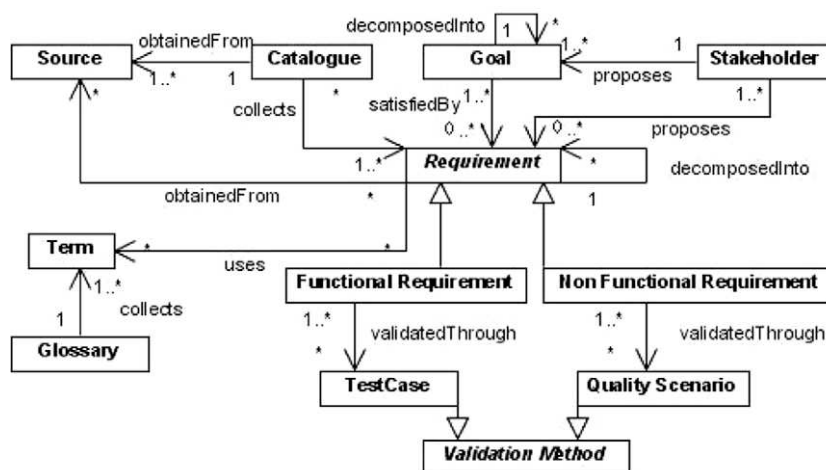 decomposedInto
1
*
obtainedFrom
1
Source
Catalogue
Goal
Stakeholder
1..*
1..*
1
proposes
*
collects
*
satisfiedBy
1..*
1..*
0..*
0..*
proposes
1..*
Requirement
*
decomposedInto
obtainedFrom
*
1
Term
*
uses
*
1..*
collects
Functional Requirement
Non Functional Requirement
1
1..*
validatedThrough
1..*
validatedThrough
Glossary
*
*
TestCase
Quality Scenario
Validation Method